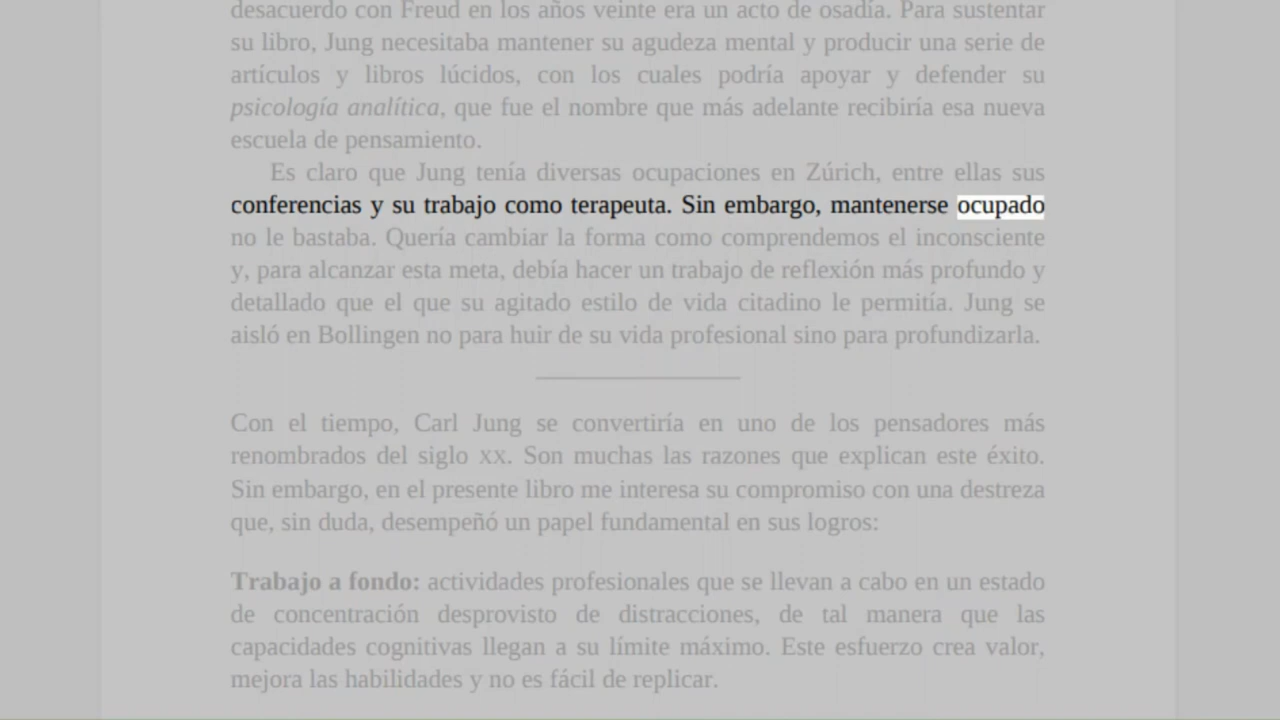 desacuerdo con Freud en los años veinte era un acto de osadía. Para sustentar
su libro, Jung necesitaba mantener su agudeza mental y producir una serie de
artículos y libros lúcidos, con los cuales podría apoyar y defender su
psicología analítica, que fue el nombre que más adelante recibiría esa nueva
escuela de pensamiento.
Es claro que Jung tenía diversas ocupaciones en Zúrich, entre ellas sus
conferencias y su trabajo como terapeuta. Sin embargo, mantenerse ocupado
no le bastaba. Quería cambiar la forma como comprendemos el inconsciente
y, para alcanzar esta meta, debía hacer un trabajo de reflexión más profundo y
detallado que el que su agitado estilo de vida citadino le permitía. Jung se
aisló en Bollingen no para huir de su vida profesional sino para profundizarla.
Con el tiempo, Carl Jung se convertiría en uno de los pensadores más
renombrados del siglo XX. Son muchas las razones que explican este éxito.
Sin embargo, en el presente libro me interesa su compromiso con una destreza
que, sin duda, desempeñó un papel fundamental en sus logros:
Trabajo a fondo: actividades profesionales que se llevan a cabo en un estado
de concentración desprovisto de distracciones, de tal manera que las
capacidades cognitivas llegan a su límite máximo. Este esfuerzo crea valor,
mejora las habilidades y no es fácil de replicar.